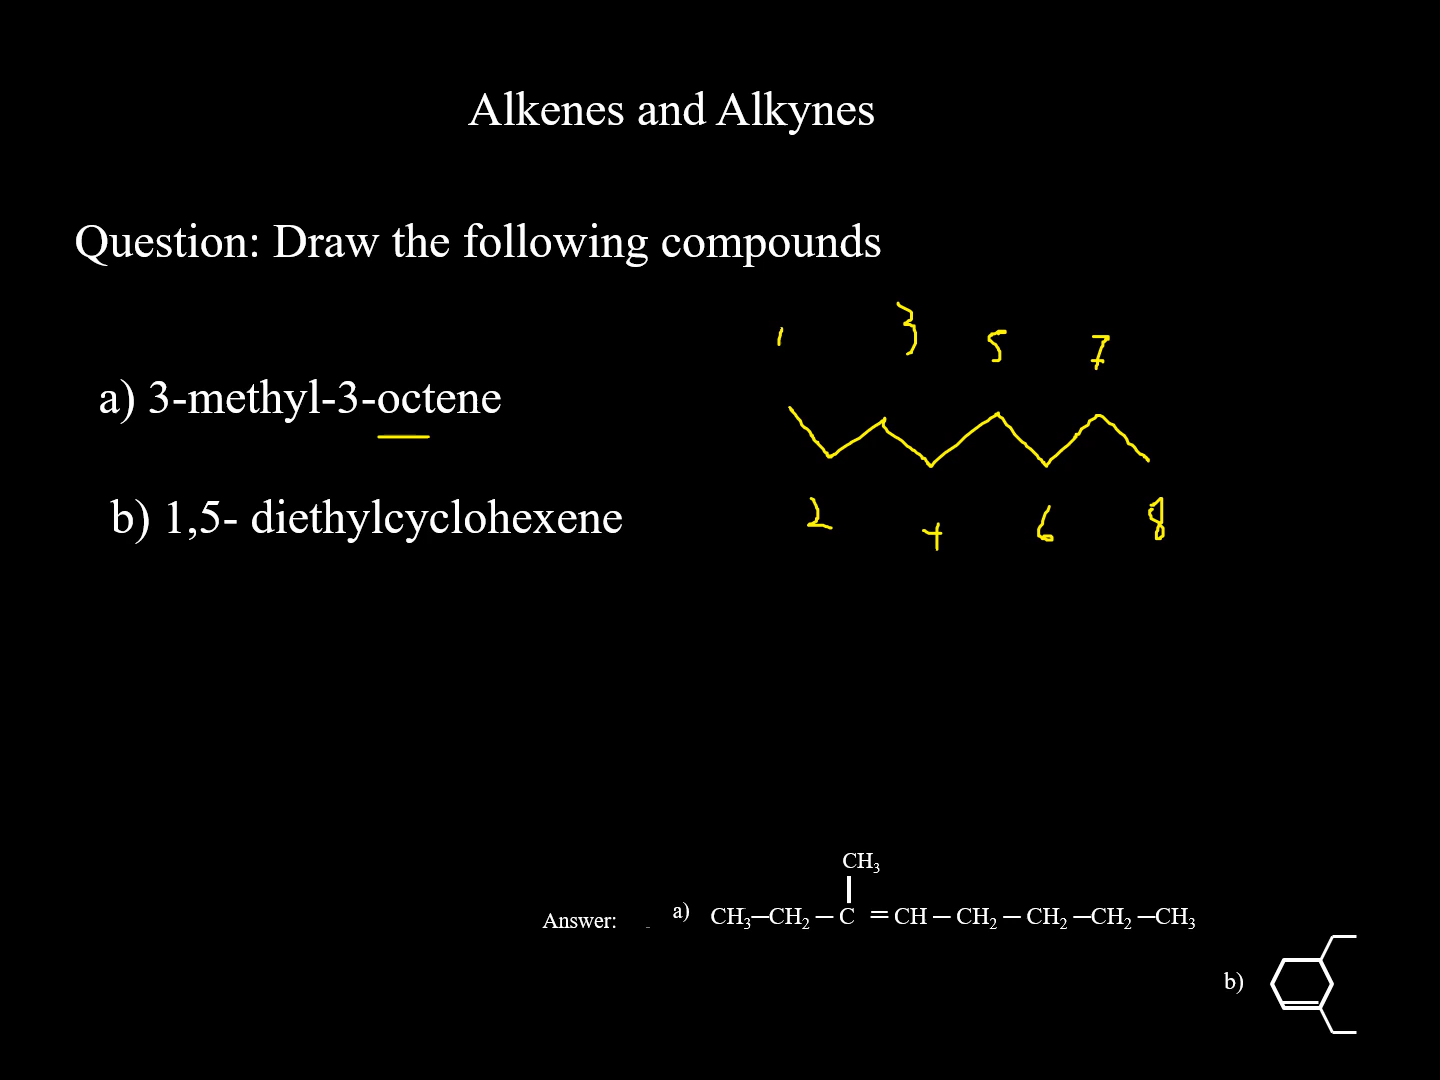 Alkenes and Alkynes
Question: Draw the following compounds
1 3 5 7
a) 3-methyl-3-octene
2 4 6 8
b) 1,5- diethylcyclohexene
CH3
Answer: a) CH3—CH2—C=CH—CH2—CH2—CH2—CH3
b)